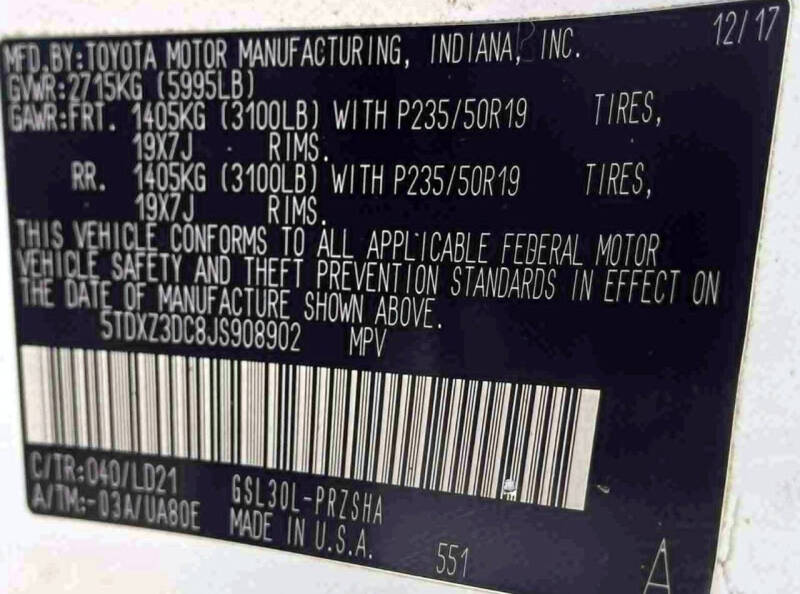 12/17
MFD.BY:TOYOTA MOTOR MANUFACTURING, INDIANA, INC.
GVWR:2715KG (5995LB)
GAWR:FRT. 1405KG (3100LB) WITH P235/50R19 TIRES,
19X7J RIMS.
RR. 1405KG (3100LB) WITH P235/50R19 TIRES,
19X7J RIMS.
THIS VEHICLE CONFORMS TO ALL APPLICABLE FEDERAL MOTOR
VEHICLE SAFETY AND THEFT PREVENTION STANDARDS IN EFFECT ON
THE DATE OF MANUFACTURE SHOWN ABOVE.
5TDXZ3DC8JS908902 MPV
C/TR:040/LD21 GSL30L-PRZSHA
A/TM:-03A/UA80E MADE IN U.S.A. 551 A